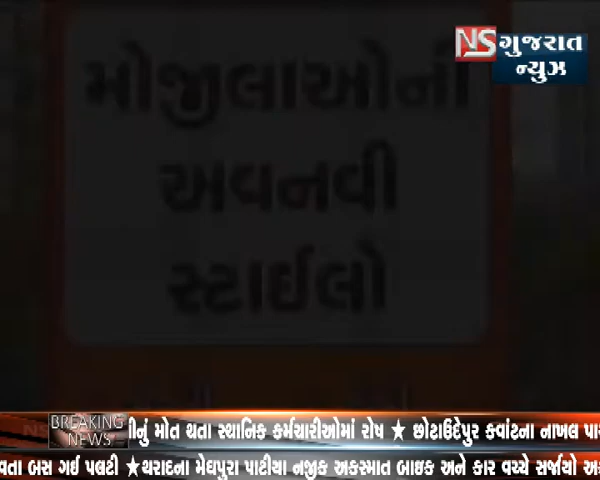 NS ગુજરાત
ન્યુઝ
મોજીલાઓની
અવનવી
સ્ટાઈલો
BREAKING NEWS
મોત થતા સ્થાનિક કર્મચારીઓમાં રોષ ★ છોટાઉદેપુર કવાંટના નાખલ
બસ ગઈ પલટી ★થરાદના મેઘપુરા પાટીયા નજીક અકસ્માત બાઇક અને કાર વચ્ચે સર્જાયો